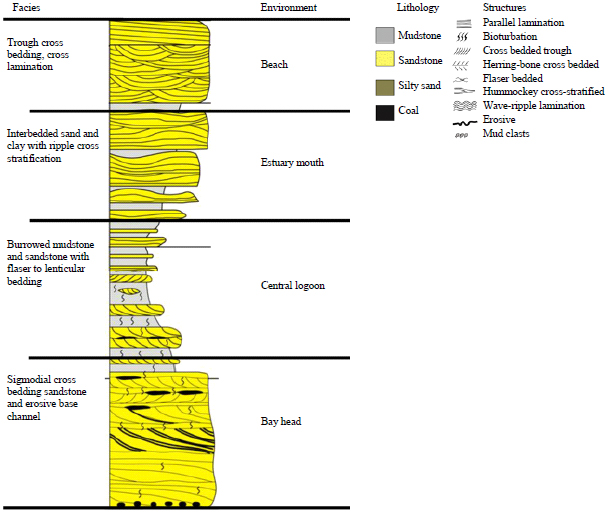 Facies
Environment
Lithology
Structures
Trough cross
bedding, cross
lamination
Beach
Interbedded sand and
clay with ripple cross
stratification
Estuary mouth
Burrowed mudstone
and sandstone with
flaser to lenticular
bedding
Central logoon
Sigmodial cross
bedding sandstone
and erosive base
channel
Bay head
Mudstone
Sandstone
Silty sand
Coal
Parallel lamination
Bioturbation
Cross bedded trough
Herring-bone cross bedded
Flaser bedded
Hummockey cross-stratified
Wave-ripple lamination
Erosive
Mud clasts